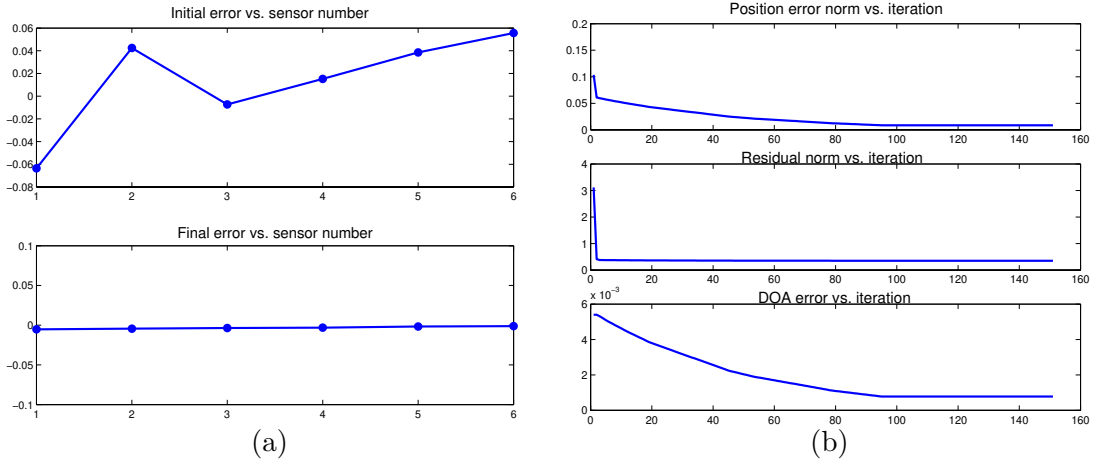 Initial error vs. sensor number
0.06
0.04
0.02
0
−0.02
−0.04
−0.06
−0.08
1 2 3 4 5 6
Final error vs. sensor number
0.1
0.05
0
−0.05
−0.1
1 2 3 4 5 6
(a)
Position error norm vs. iteration
0.2
0.15
0.1
0.05
0
0 20 40 60 80 100 120 140 160
Residual norm vs. iteration
4
3
2
1
0
0 20 40 60 80 100 120 140 160
x 10⁻³
DOA error vs. iteration
6
4
2
0
0 20 40 60 80 100 120 140 160
(b)